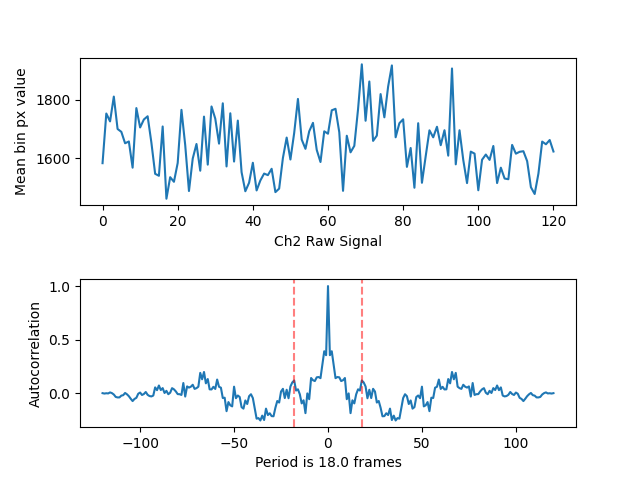 Mean bin px value
1800
1600
0 20 40 60 80 100 120
Ch2 Raw Signal
Autocorrelation
1.0
0.5
0.0
−100 −50 0 50 100
Period is 18.0 frames